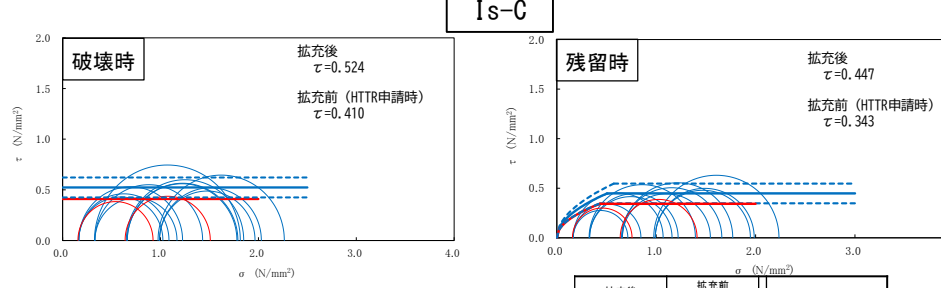 Is-C
破壊時
拡充後
τ=0.524
拡充前（HTTR申請時）
τ=0.410
2.0
1.5
1.0
0.5
0.0
τ （N/mm²）
0.0 1.0 2.0 3.0 4.0
σ （N/mm²）
残留時
拡充後
τ=0.447
拡充前（HTTR申請時）
τ=0.343
2.0
1.5
1.0
0.5
0.0
τ （N/mm²）
0.0 1.0 2.0 3.0
σ （N/mm²）
拡充前